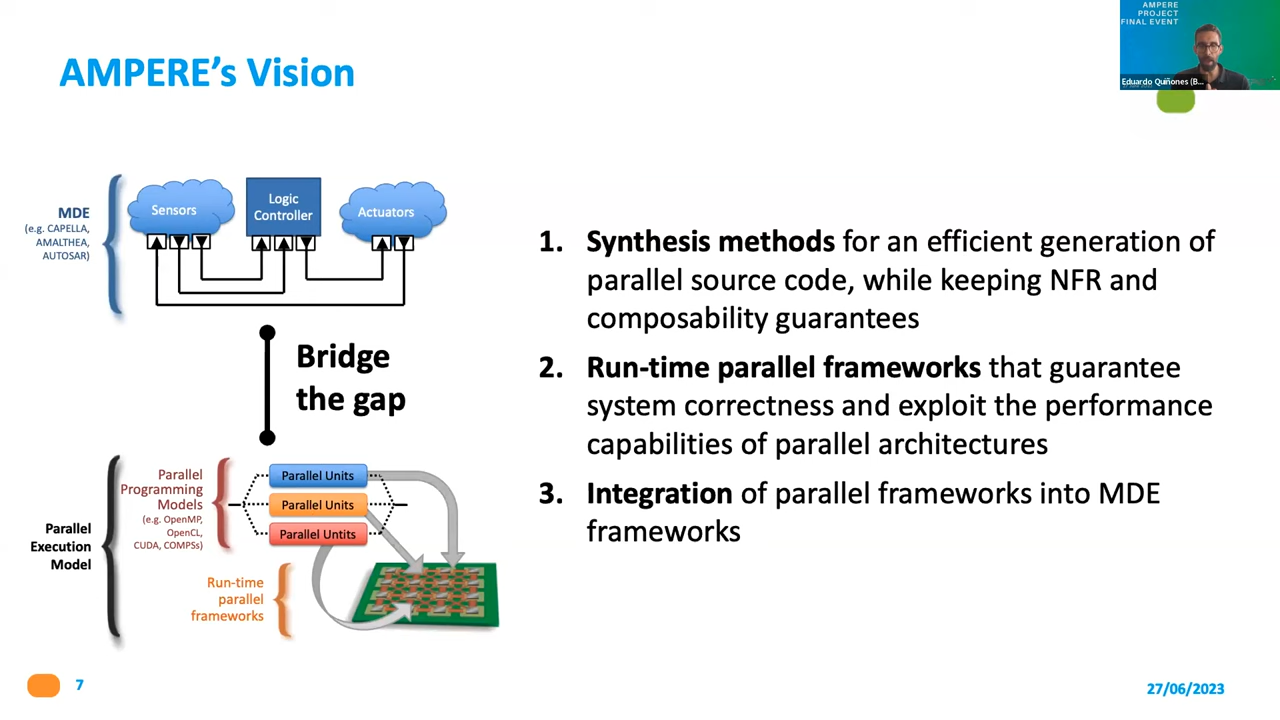 AMPERE
PROJECT
FINAL EVENT
Eduardo Quiñones (B...
AMPERE's Vision
MDE
(e.g. CAPELLA,
AMALTHEA,
AUTOSAR)
Sensors
Logic
Controller
Actuators
Bridge
the gap
Parallel
Execution
Model
Parallel
Programming
Models
(e.g. OpenMP,
OpenCL,
CUDA, COMPSs)
Parallel Units
Parallel Units
Parallel Untits
Run-time
parallel
frameworks
1. Synthesis methods for an efficient generation of
parallel source code, while keeping NFR and
composability guarantees
2. Run-time parallel frameworks that guarantee
system correctness and exploit the performance
capabilities of parallel architectures
3. Integration of parallel frameworks into MDE
frameworks
7
27/06/2023